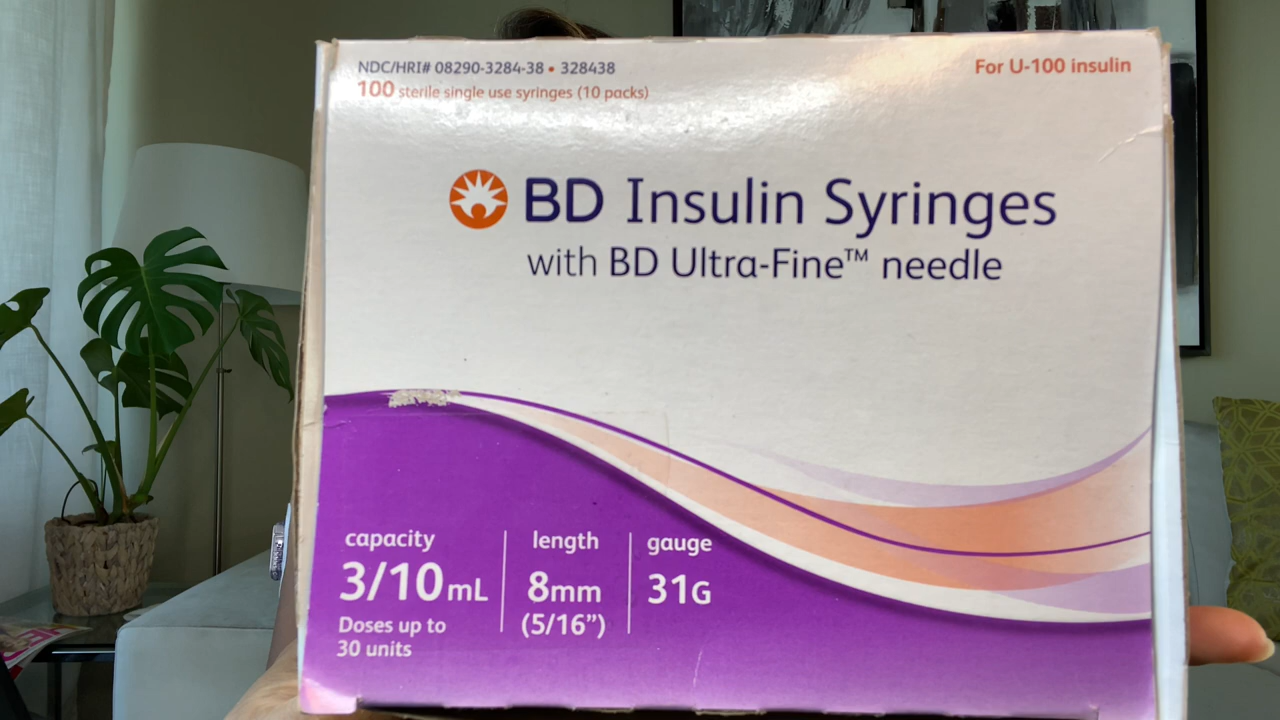 NDC/HRI# 08290-3284-38 • 328438
100 sterile single use syringes (10 packs)
For U-100 insulin
BD Insulin Syringes
with BD Ultra-Fine™ needle
capacity
3/10 mL
Doses up to
30 units
length
8mm
(5/16”)
gauge
31G